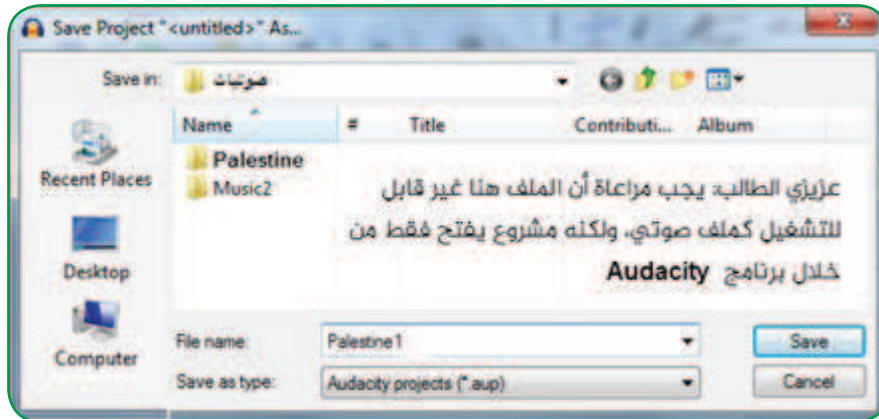 Save Project "<untitled>" As...
Save in: صوتيات
Name # Title Contributi... Album
Recent Places
Desktop
Computer
Palestine
Music2
عزيزي الطالب: يجب مراعاة أن الملف هنا غير قابل
للتشغيل كملف صوتي، ولكنه مشروع يفتح فقط من
خلال برنامج Audacity
File name: Palestine1 Save
Save as type: Audacity projects (*.aup) Cancel